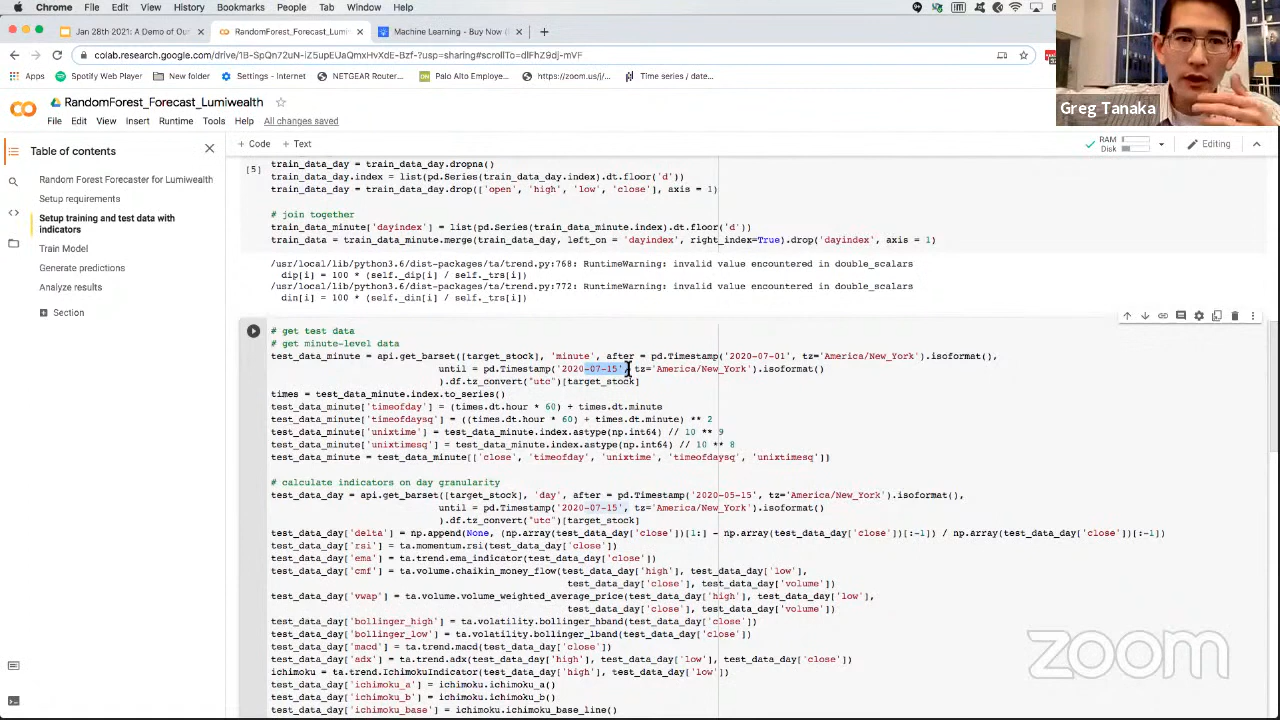 Chrome File Edit View History Bookmarks People Tab Window Help
Jan 28th 2021: A Demo of Our
RandomForest_Forecast_Lumi
Machine Learning - Buy Now (I
colab.research.google.com/drive/1B-SpQn72uN-IZ5upEUaQmxHvXdE-Bzf-?usp=sharing#scrollTo=dlFhZ9dj-mVF
Apps Spotify Web Player New folder Settings - Internet NETGEAR Router... Palo Alto Employe... https://zoom.us/j/... Time series / date...
Greg Tanaka
RandomForest_Forecast_Lumiwealth
File Edit View Insert Runtime Tools Help All changes saved
+ Code + Text
RAM
Disk
Editing
Table of contents
Random Forest Forecaster for Lumiwealth
Setup requirements
Setup training and test data with
indicators
Train Model
Generate predictions
Analyze results
Section
[5]
train_data_day = train_data_day.dropna()
train_data_day.index = list(pd.Series(train_data_day.index).dt.floor('d'))
train_data_day = train_data_day.drop(['open', 'high', 'low', 'close'], axis = 1)
# join together
train_data_minute['dayindex'] = list(pd.Series(train_data_minute.index).dt.floor('d'))
train_data = train_data_minute.merge(train_data_day, left_on = 'dayindex', right_index=True).drop('dayindex', axis = 1)
/usr/local/lib/python3.6/dist-packages/ta/trend.py:768: RuntimeWarning: invalid value encountered in double_scalars
dip[i] = 100 * (self._dip[i] / self._trs[i])
/usr/local/lib/python3.6/dist-packages/ta/trend.py:772: RuntimeWarning: invalid value encountered in double_scalars
din[i] = 100 * (self._din[i] / self._trs[i])
# get test data
# get minute-level data
test_data_minute = api.get_barset([target_stock], 'minute', after = pd.Timestamp('2020-07-01', tz='America/New_York').isoformat(),
until = pd.Timestamp('2020-07-15', tz='America/New_York').isoformat()
).df.tz_convert("utc")[target_stock]
times = test_data_minute.index.to_series()
test_data_minute['timeofday'] = (times.dt.hour * 60) + times.dt.minute
test_data_minute['timeofdaysq'] = ((times.dt.hour * 60) + times.dt.minute) ** 2
test_data_minute['unixtime'] = test_data_minute.index.astype(np.int64) // 10 ** 9
test_data_minute['unixtimesq'] = test_data_minute.index.astype(np.int64) // 10 ** 8
test_data_minute = test_data_minute[['close', 'timeofday', 'unixtime', 'timeofdaysq', 'unixtimesq']]
# calculate indicators on day granularity
test_data_day = api.get_barset([target_stock], 'day', after = pd.Timestamp('2020-05-15', tz='America/New_York').isoformat(),
until = pd.Timestamp('2020-07-15', tz='America/New_York').isoformat()
).df.tz_convert("utc")[target_stock]
test_data_day['delta'] = np.append(None, (np.array(test_data_day['close'])[1:] - np.array(test_data_day['close'])[:-1]) / np.array(test_data_day['close'])[:-1])
test_data_day['rsi'] = ta.momentum.rsi(test_data_day['close'])
test_data_day['ema'] = ta.trend.ema_indicator(test_data_day['close'])
test_data_day['cmf'] = ta.volume.chaikin_money_flow(test_data_day['high'], test_data_day['low'],
test_data_day['close'], test_data_day['volume'])
test_data_day['vwap'] = ta.volume.volume_weighted_average_price(test_data_day['high'], test_data_day['low'],
test_data_day['close'], test_data_day['volume'])
test_data_day['bollinger_high'] = ta.volatility.bollinger_hband(test_data_day['close'])
test_data_day['bollinger_low'] = ta.volatility.bollinger_lband(test_data_day['close'])
test_data_day['macd'] = ta.trend.macd(test_data_day['close'])
test_data_day['adx'] = ta.trend.adx(test_data_day['high'], test_data_day['low'], test_data_day['close'])
ichimoku = ta.trend.IchimokuIndicator(test_data_day['high'], test_data_day['low'])
test_data_day['ichimoku_a'] = ichimoku.ichimoku_a()
test_data_day['ichimoku_b'] = ichimoku.ichimoku_b()
test_data_day['ichimoku_base'] = ichimoku.ichimoku_base_line()
zoom